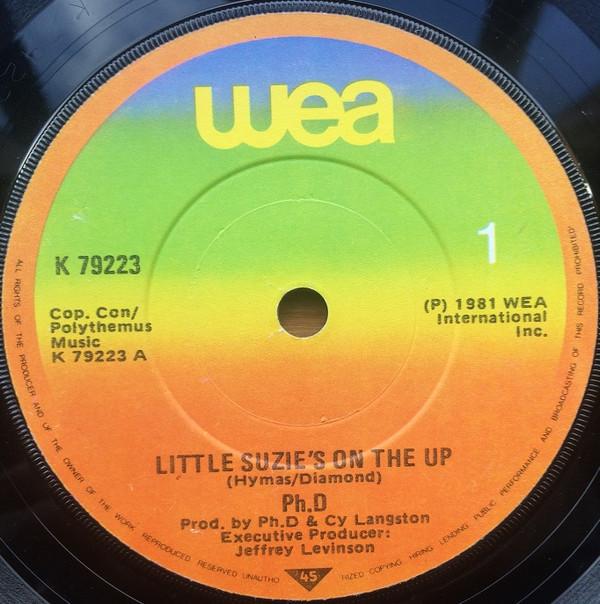 wea
1
K 79223
Cop. Con/
Polythemus
Music
K 79223 A
(P) 1981 WEA
International
Inc.
LITTLE SUZIE'S ON THE UP
(Hymas/Diamond)
Ph.D
Prod. by Ph.D & Cy Langston
Executive Producer:
Jeffrey Levinson
45
ALL RIGHTS OF THE PRODUCER AND OF THE OWNER OF THE WORK REPRODUCED RESERVED UNAUTHO
RIZED COPYING HIRING LENDING PUBLIC PERFORMANCE AND BROADCASTING OF THIS RECORD PROHIBITED